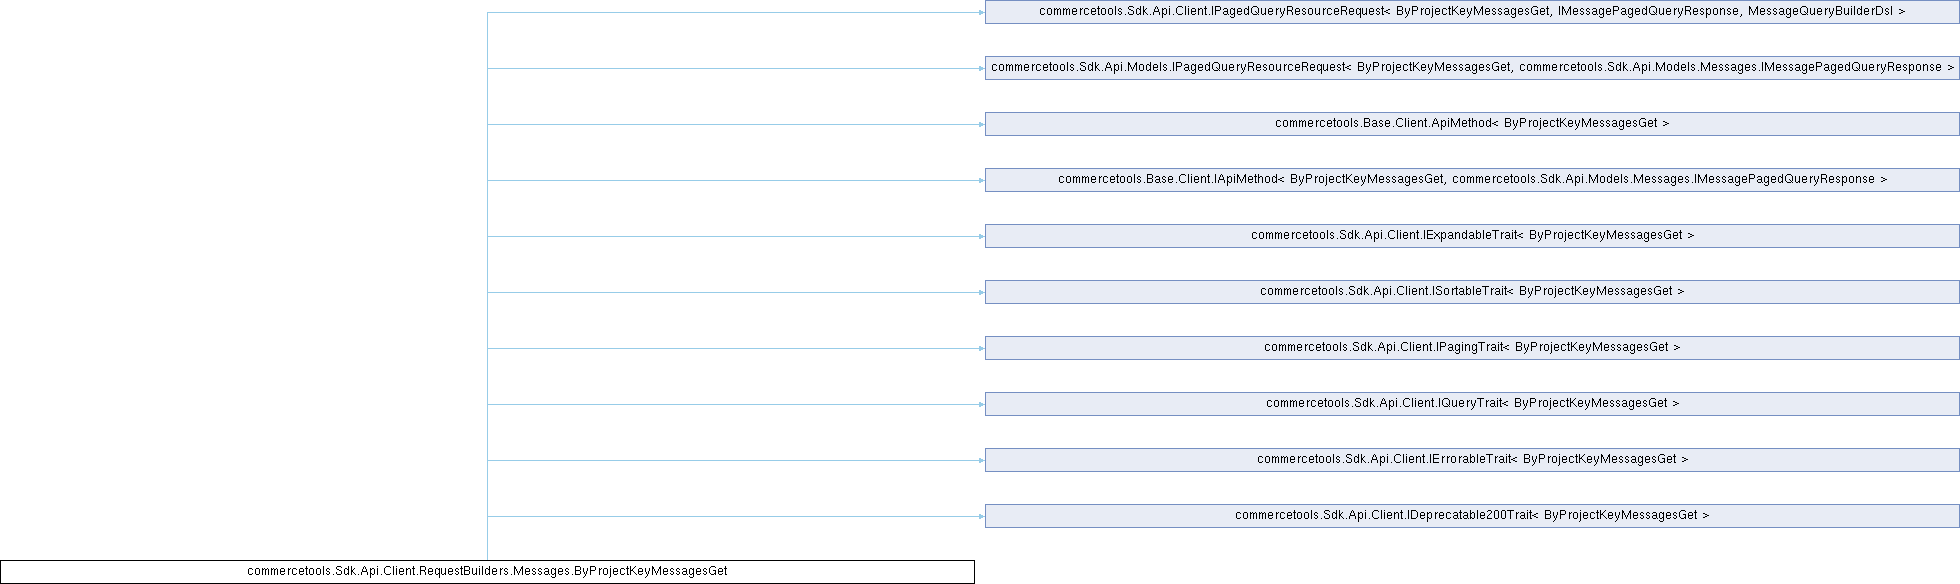 commercetools.Sdk.Api.Client.IPagedQueryResourceRequest< ByProjectKeyMessagesGet, IMessagePagedQueryResponse, MessageQueryBuilderDsl >
commercetools.Sdk.Api.Models.IPagedQueryResourceRequest< ByProjectKeyMessagesGet, commercetools.Sdk.Api.Models.Messages.IMessagePagedQueryResponse >
commercetools.Base.Client.ApiMethod< ByProjectKeyMessagesGet >
commercetools.Base.Client.IApiMethod< ByProjectKeyMessagesGet, commercetools.Sdk.Api.Models.Messages.IMessagePagedQueryResponse >
commercetools.Sdk.Api.Client.IExpandableTrait< ByProjectKeyMessagesGet >
commercetools.Sdk.Api.Client.ISortableTrait< ByProjectKeyMessagesGet >
commercetools.Sdk.Api.Client.IPagingTrait< ByProjectKeyMessagesGet >
commercetools.Sdk.Api.Client.IQueryTrait< ByProjectKeyMessagesGet >
commercetools.Sdk.Api.Client.IErrorableTrait< ByProjectKeyMessagesGet >
commercetools.Sdk.Api.Client.IDeprecatable200Trait< ByProjectKeyMessagesGet >
commercetools.Sdk.Api.Client.RequestBuilders.Messages.ByProjectKeyMessagesGet